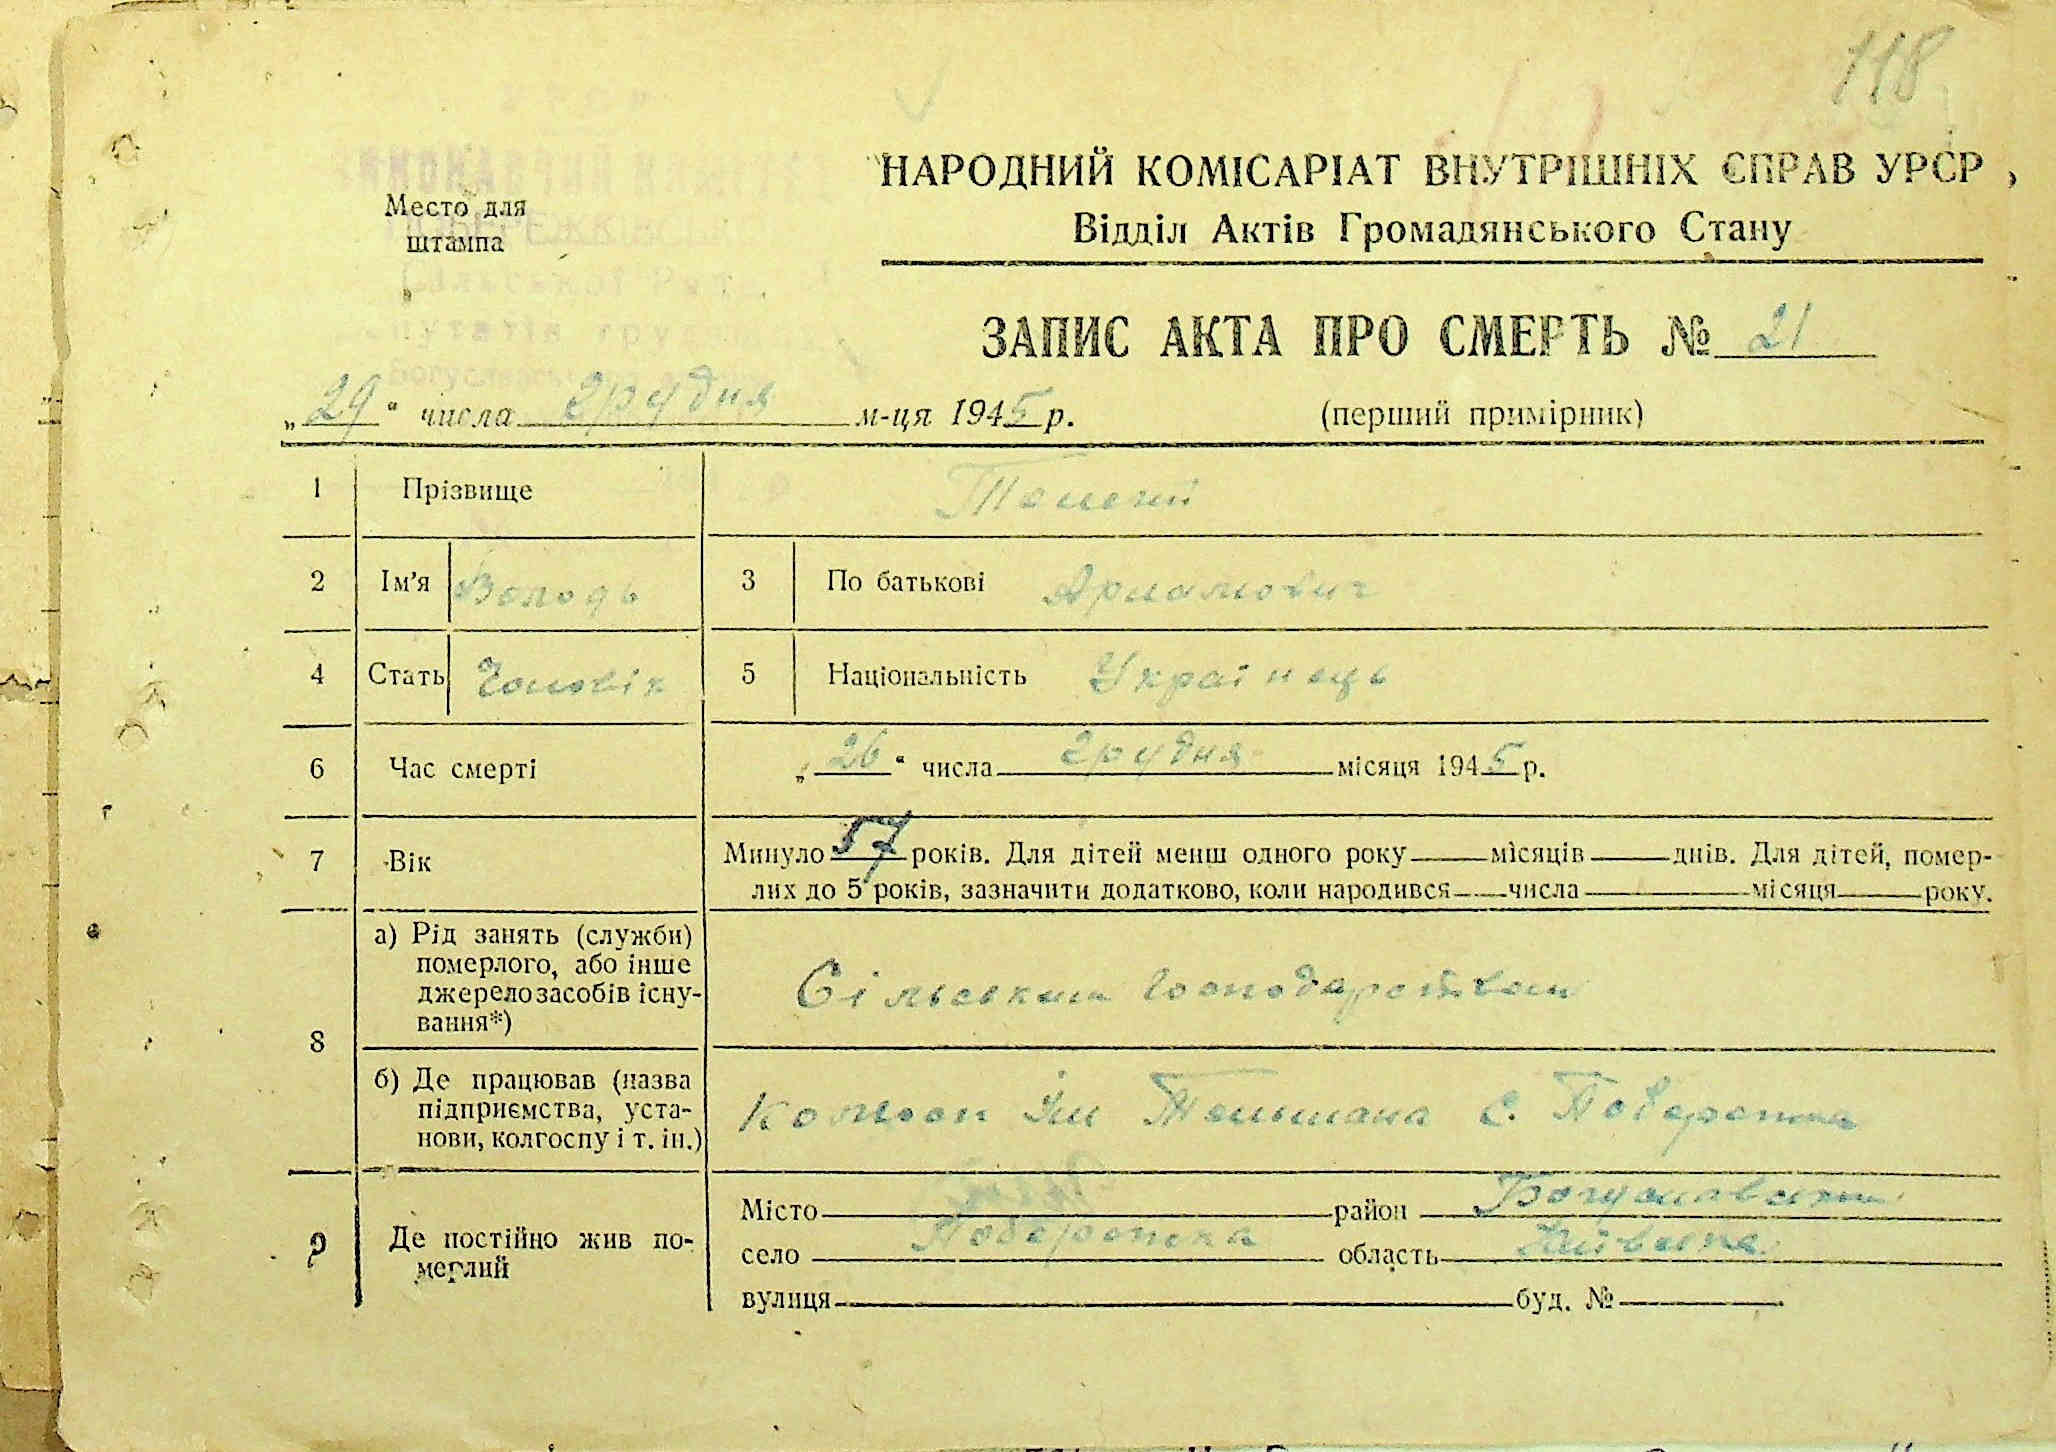 118
НАРОДНИЙ КОМІСАРІАТ ВНУТРІШНІХ СПРАВ УРСР
Место для
штампа
Відділ Актів Громадянського Стану
ЗАПИС АКТА ПРО СМЕРТЬ № 21
„29“ числа грудня м-ця 1945 р.
(перший примірник)
1 Прізвище
2 Ім’я Володь 3 По батькові
4 Стать Чоловік 5 Національність Українець
6 Час смерті „26“ числа грудня місяця 1945 р.
7 Вік Минуло 57 років. Для дітей менш одного року місяців днів. Для дітей, помер-
лих до 5 років, зазначити додатково, коли народився числа місяця року.
8 а) Рід занять (служби)
померлого, або інше
джерело засобів існу-
вання*)
Сільським господарством
б) Де працював (назва
підприємства, уста-
нови, колгоспу і т. ін.)
Колгосп Ім Тельмана с. Побережка
9 Де постійно жив по-
мерлий
Місто район Богуславський
село Побережка область Київська
вулиця буд. №